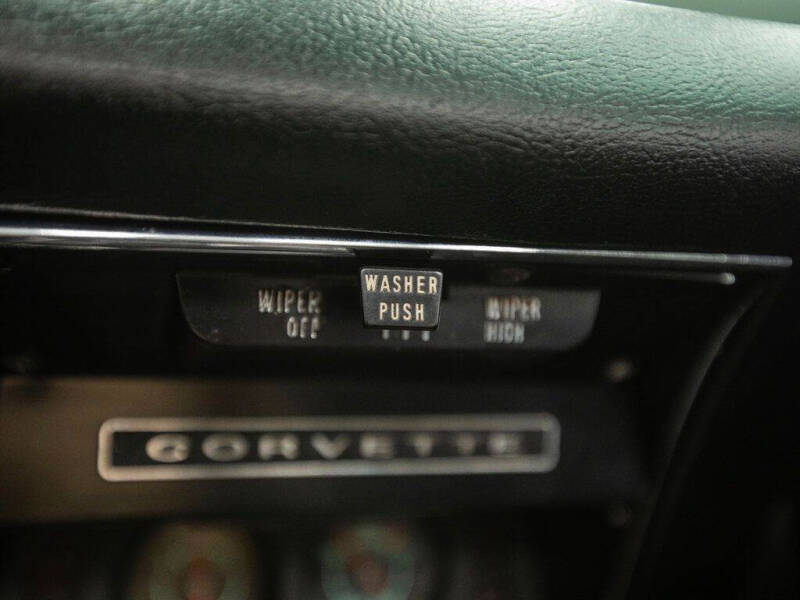 WIPER OFF
WASHER PUSH
WIPER HIGH
CORVETTE